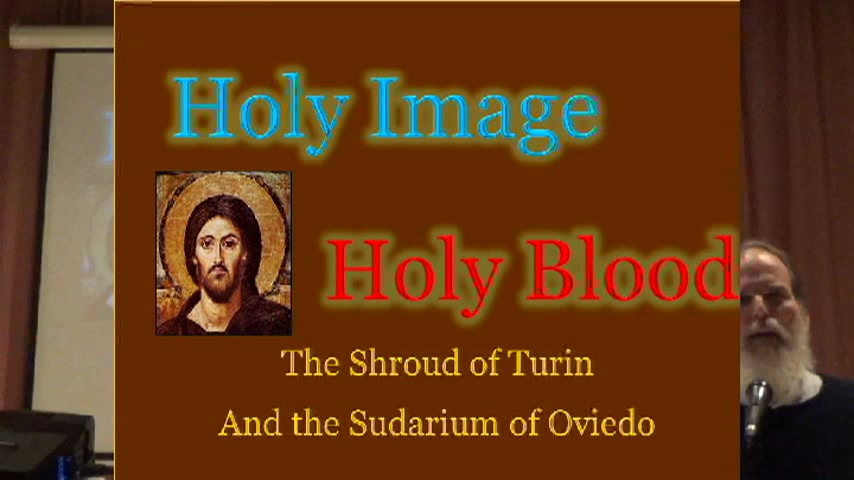 Holy Image
Holy Blood
The Shroud of Turin
And the Sudarium of Oviedo